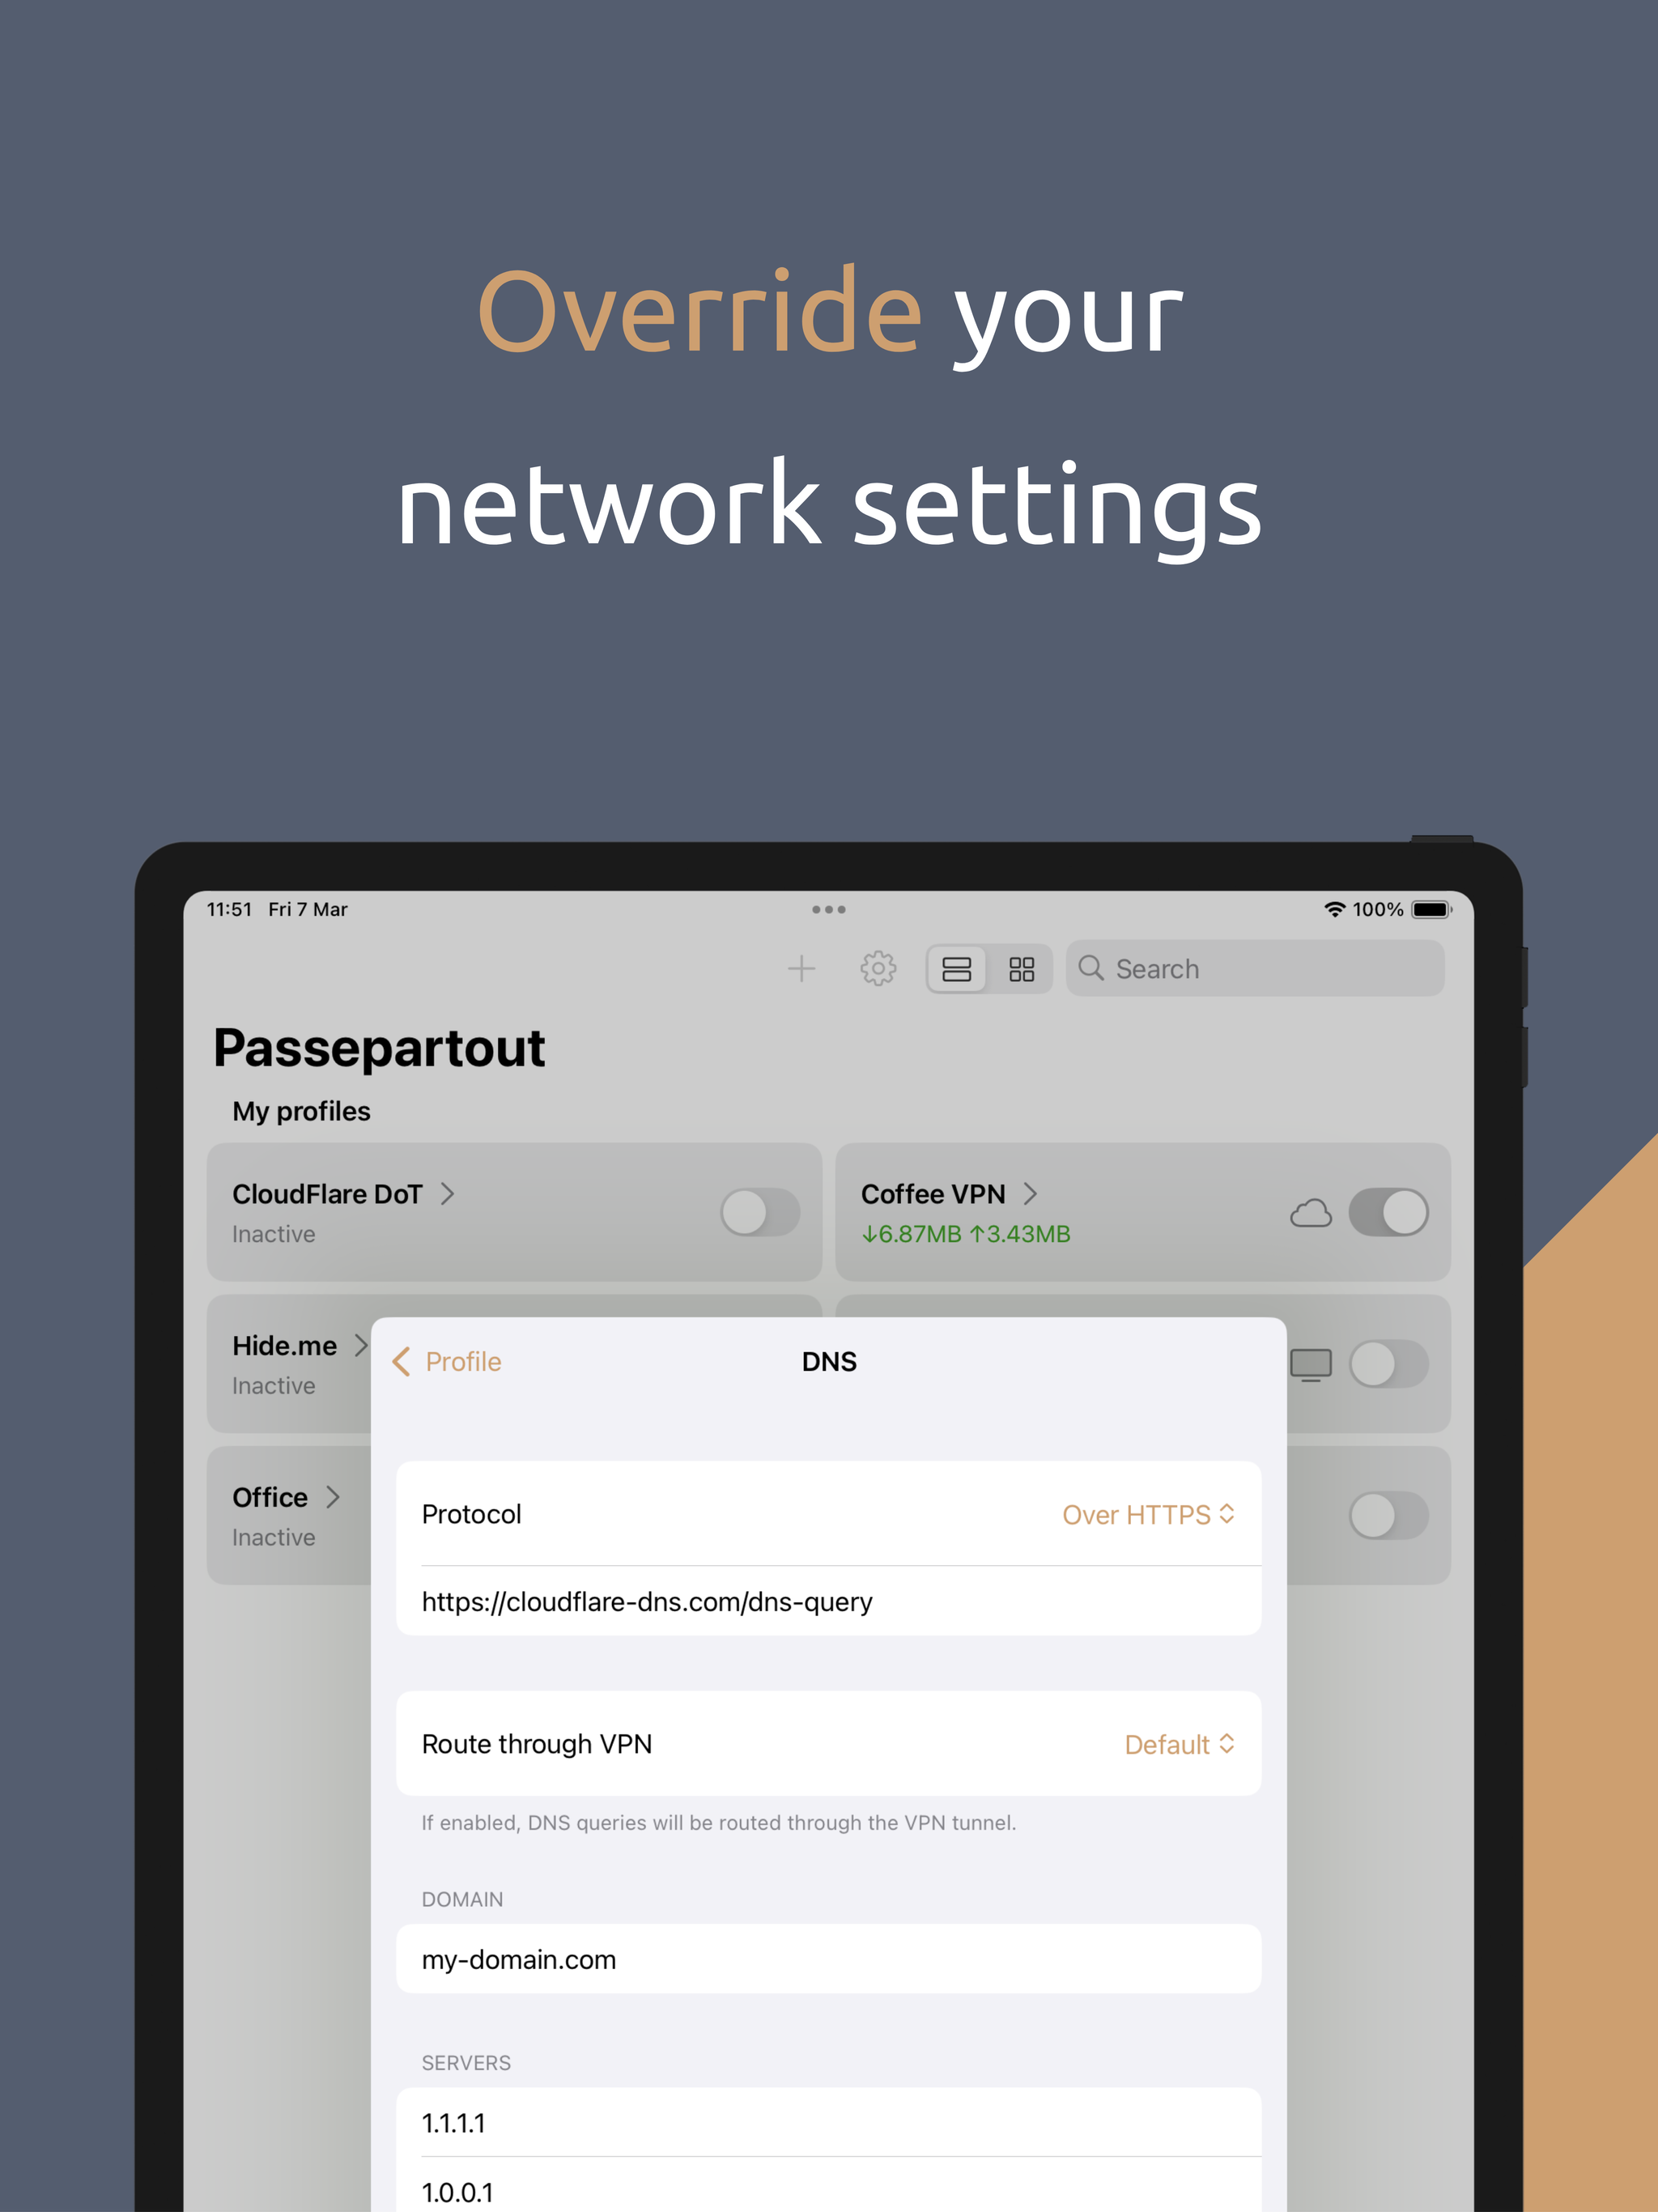 Override your
network settings
11:51 Fri 7 Mar
100%
Search
Passepartout
My profiles
CloudFlare DoT
Inactive
Coffee VPN
↓6.87MB ↑3.43MB
Hide.me
Inactive
Office
Inactive
Profile
DNS
Protocol
Over HTTPS
https://cloudflare-dns.com/dns-query
Route through VPN
Default
If enabled, DNS queries will be routed through the VPN tunnel.
DOMAIN
my-domain.com
SERVERS
1.1.1.1
1.0.0.1